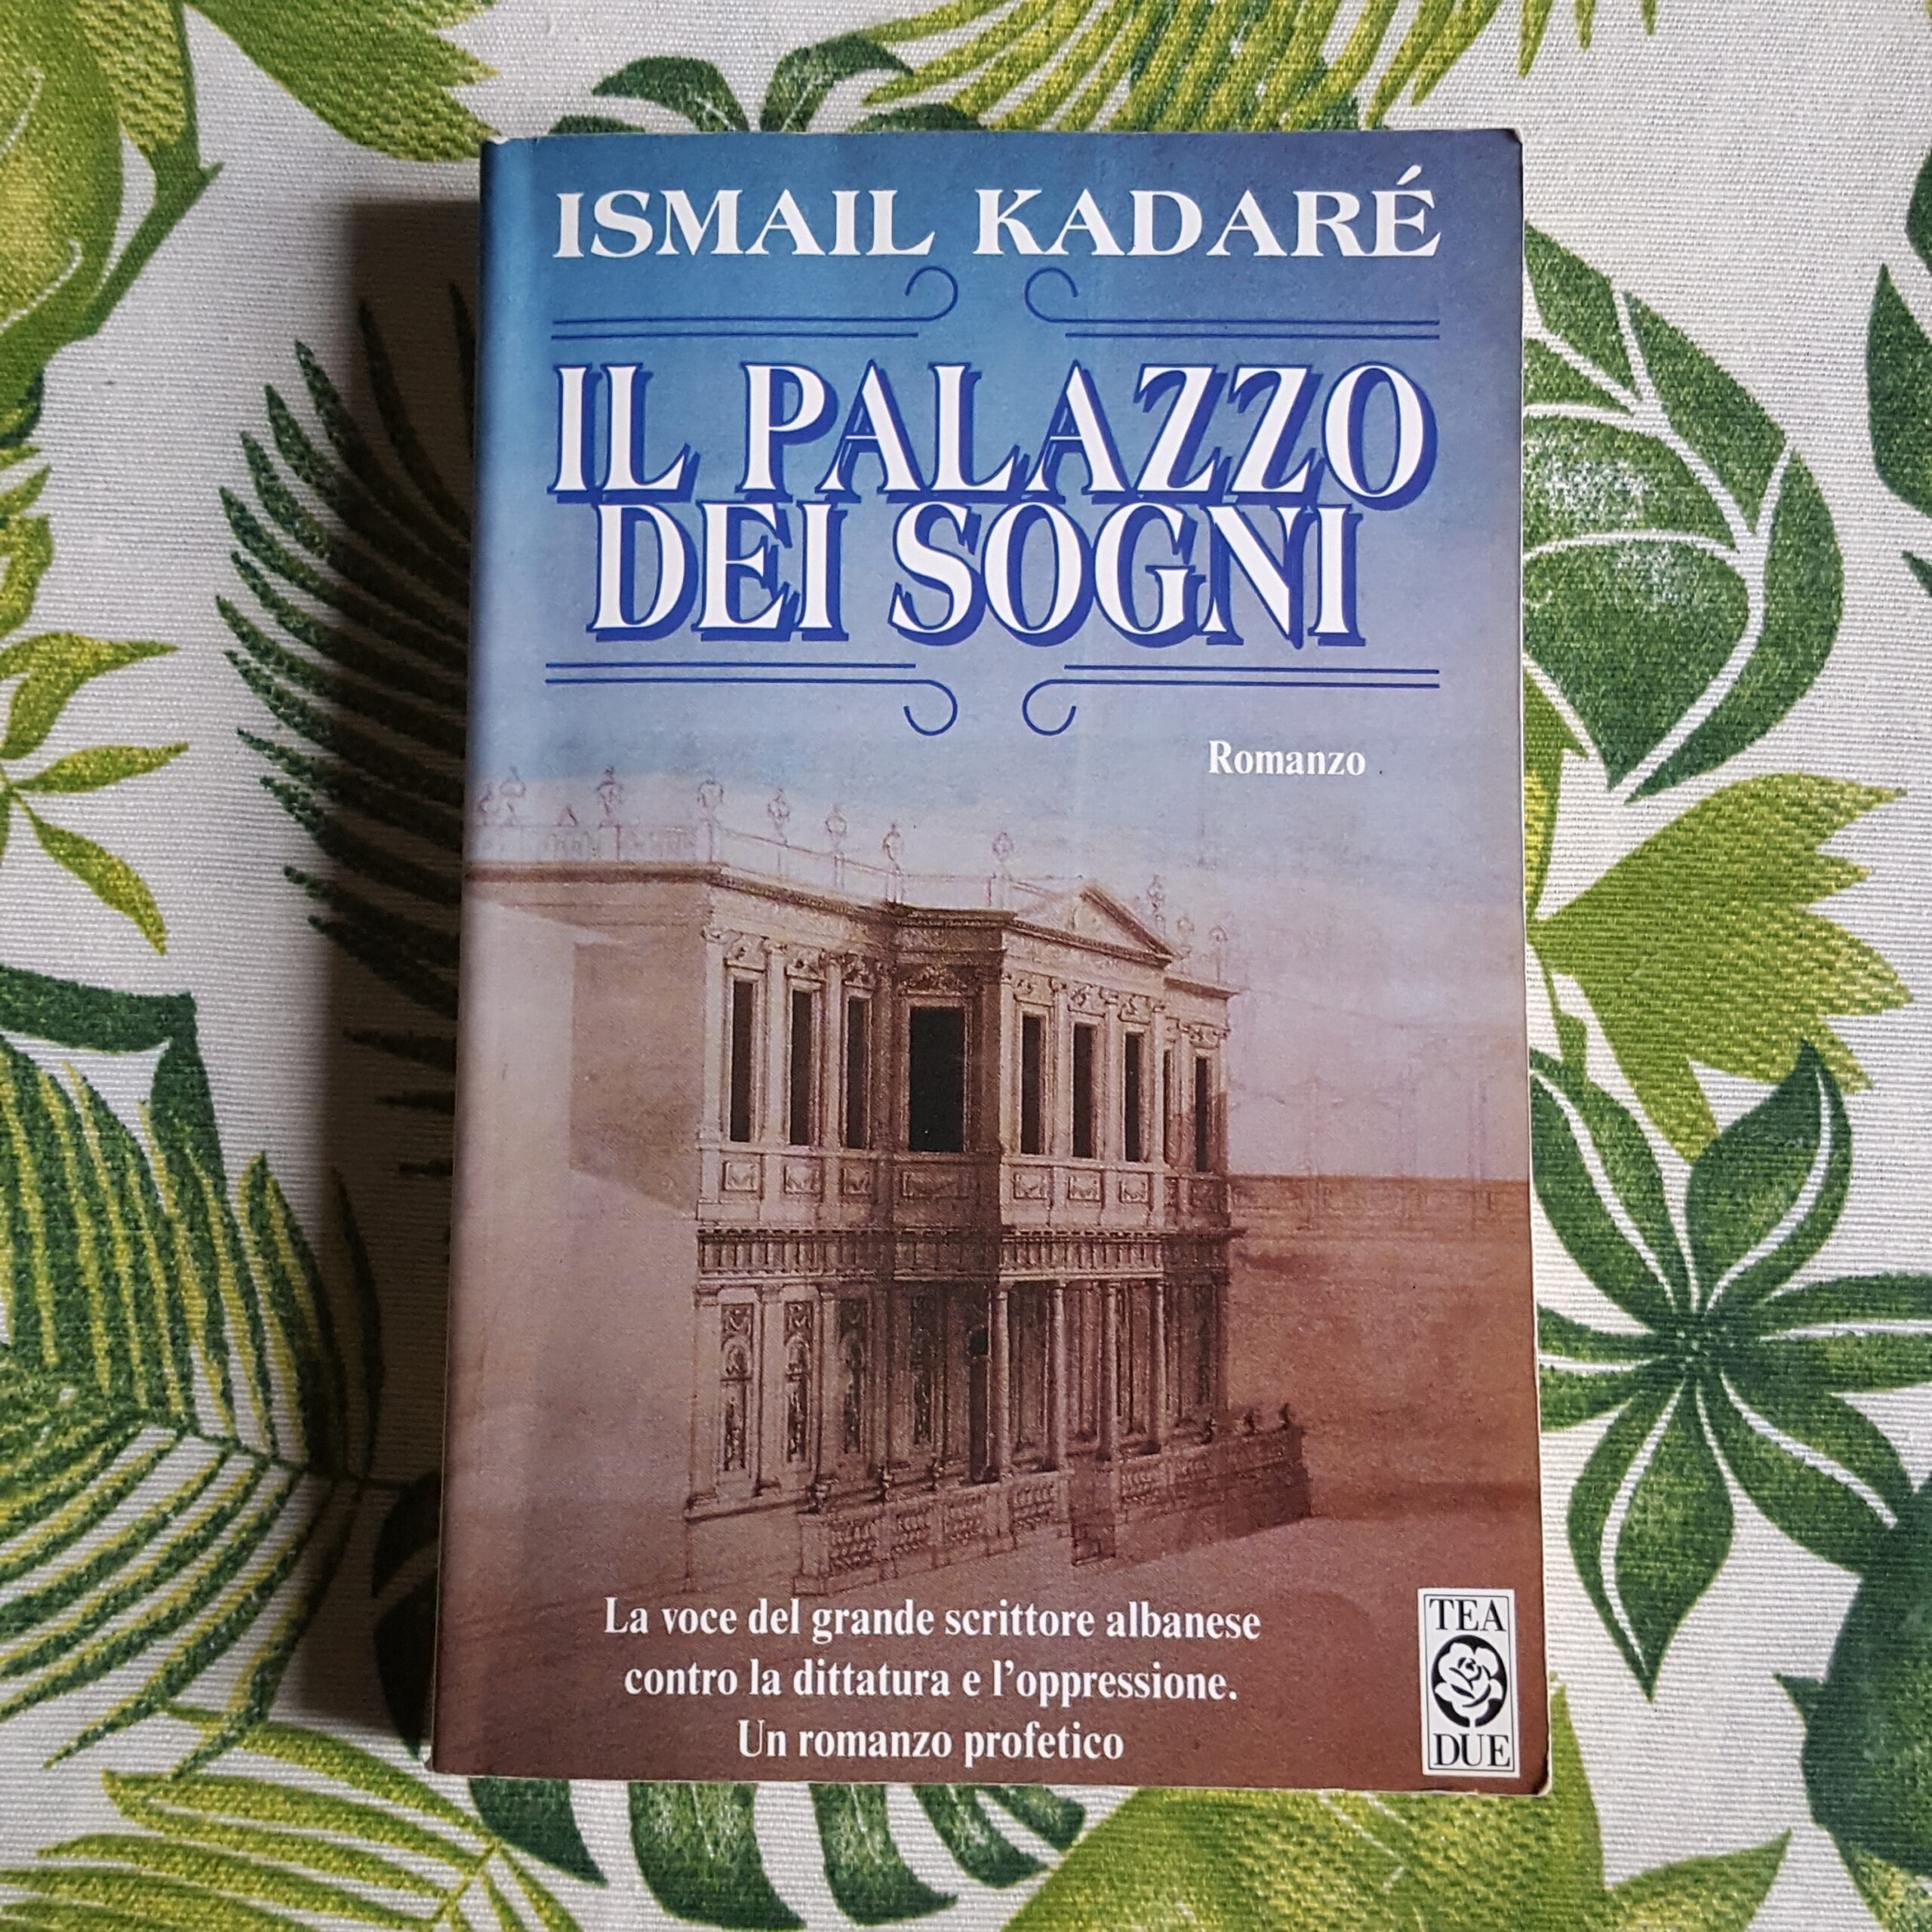 ISMAIL KADARÉ
IL PALAZZO
DEI SOGNI
Romanzo
La voce del grande scrittore albanese
contro la dittatura e l'oppressione.
Un romanzo profetico
TEA
DUE